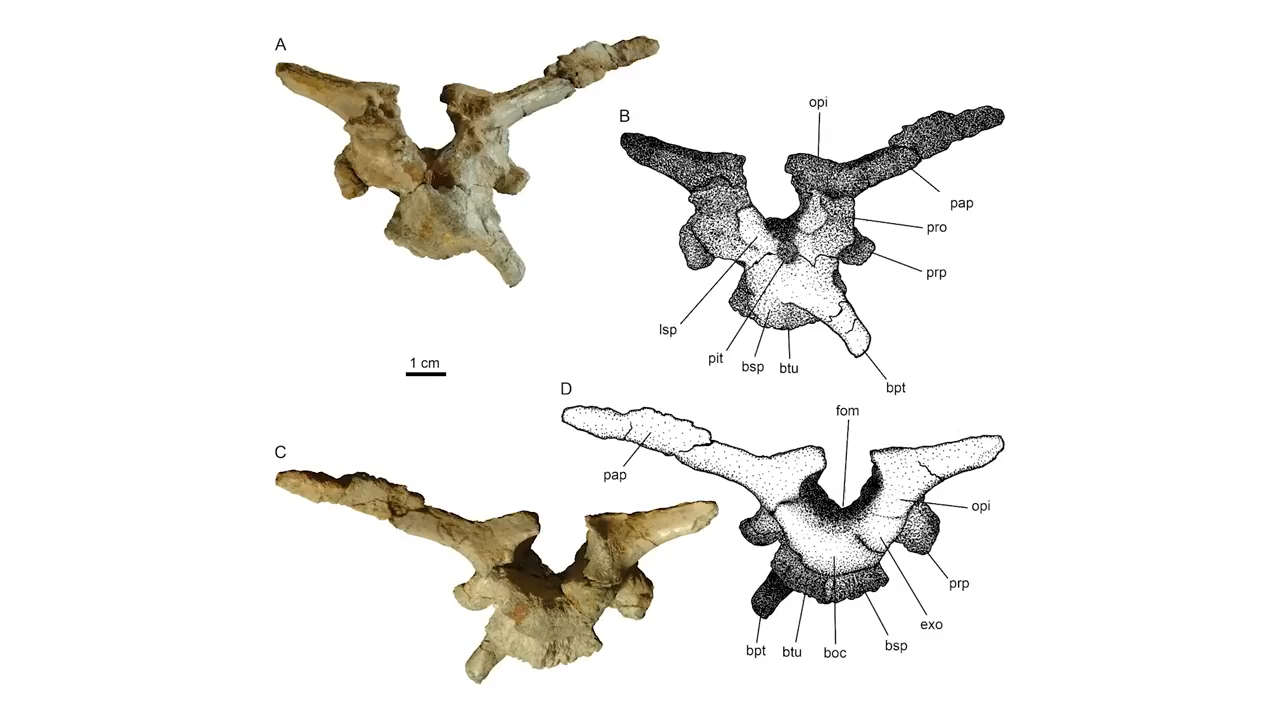 A
B
opi
pap
pro
prp
lsp
pit
bsp
btu
bpt
1 cm
D
fom
C
pap
opi
prp
exo
bpt
btu
boc
bsp